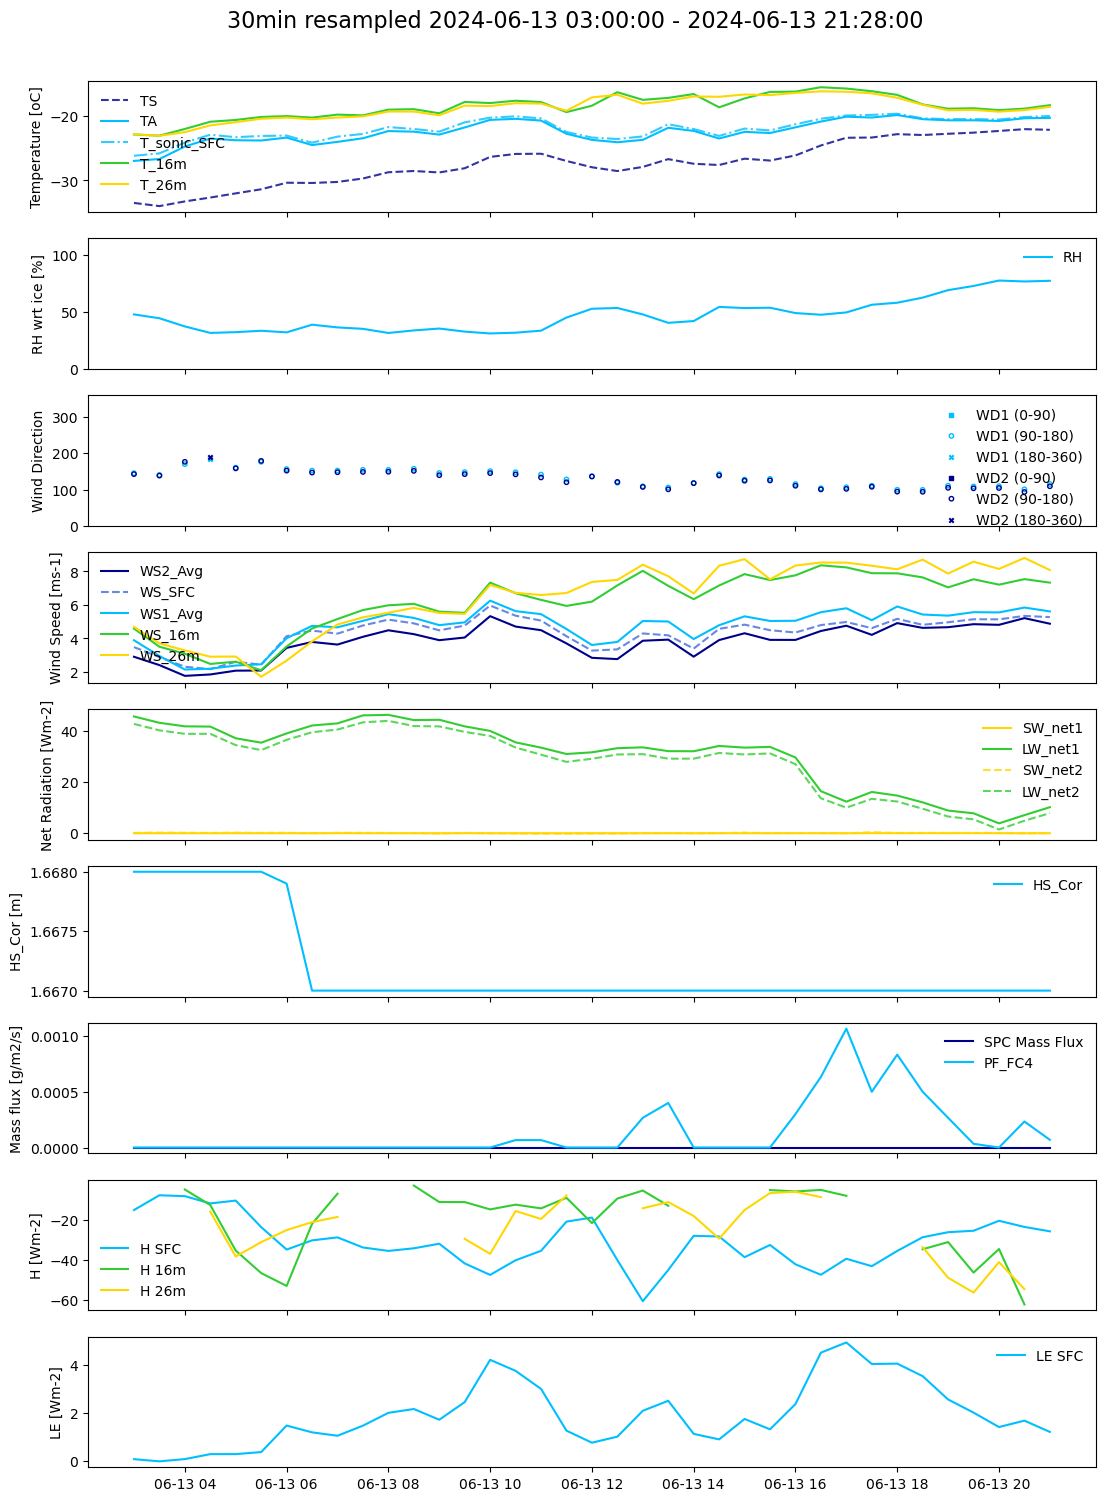 30min resampled 2024-06-13 03:00:00 - 2024-06-13 21:28:00
Temperature [oC]
−20
−30
TS
TA
T_sonic_SFC
T_16m
T_26m
RH wrt ice [%]
100
50
0
RH
Wind Direction
300
200
100
0
WD1 (0-90)
WD1 (90-180)
WD1 (180-360)
WD2 (0-90)
WD2 (90-180)
WD2 (180-360)
Wind Speed [ms-1]
8
6
4
2
WS2_Avg
WS_SFC
WS1_Avg
WS_16m
WS_26m
Net Radiation [Wm-2]
40
20
0
SW_net1
LW_net1
SW_net2
LW_net2
HS_Cor [m]
1.6680
1.6675
1.6670
HS_Cor
Mass flux [g/m2/s]
0.0010
0.0005
0.0000
SPC Mass Flux
PF_FC4
H [Wm-2]
−20
−40
−60
H SFC
H 16m
H 26m
LE [Wm-2]
4
2
0
LE SFC
06-13 04
06-13 06
06-13 08
06-13 10
06-13 12
06-13 14
06-13 16
06-13 18
06-13 20